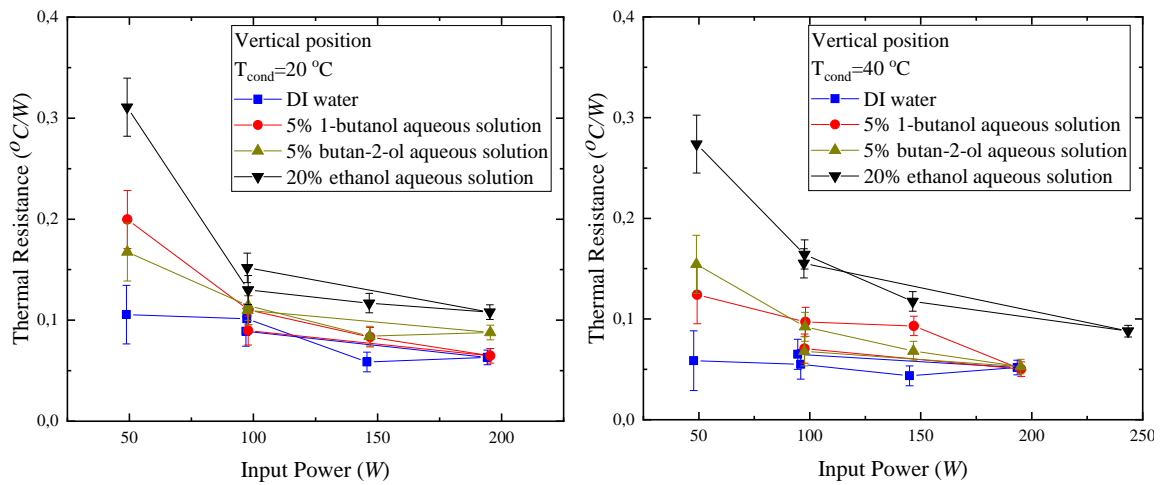 0,4
0,3
0,2
0,1
0,0
Thermal Resistance (°C/W)
Vertical position
T_cond=20 °C
DI water
5% 1-butanol aqueous solution
5% butan-2-ol aqueous solution
20% ethanol aqueous solution
50 100 150 200
Input Power (W)
0,4
0,3
0,2
0,1
0,0
Thermal Resistance (°C/W)
Vertical position
T_cond=40 °C
DI water
5% 1-butanol aqueous solution
5% butan-2-ol aqueous solution
20% ethanol aqueous solution
50 100 150 200 250
Input Power (W)